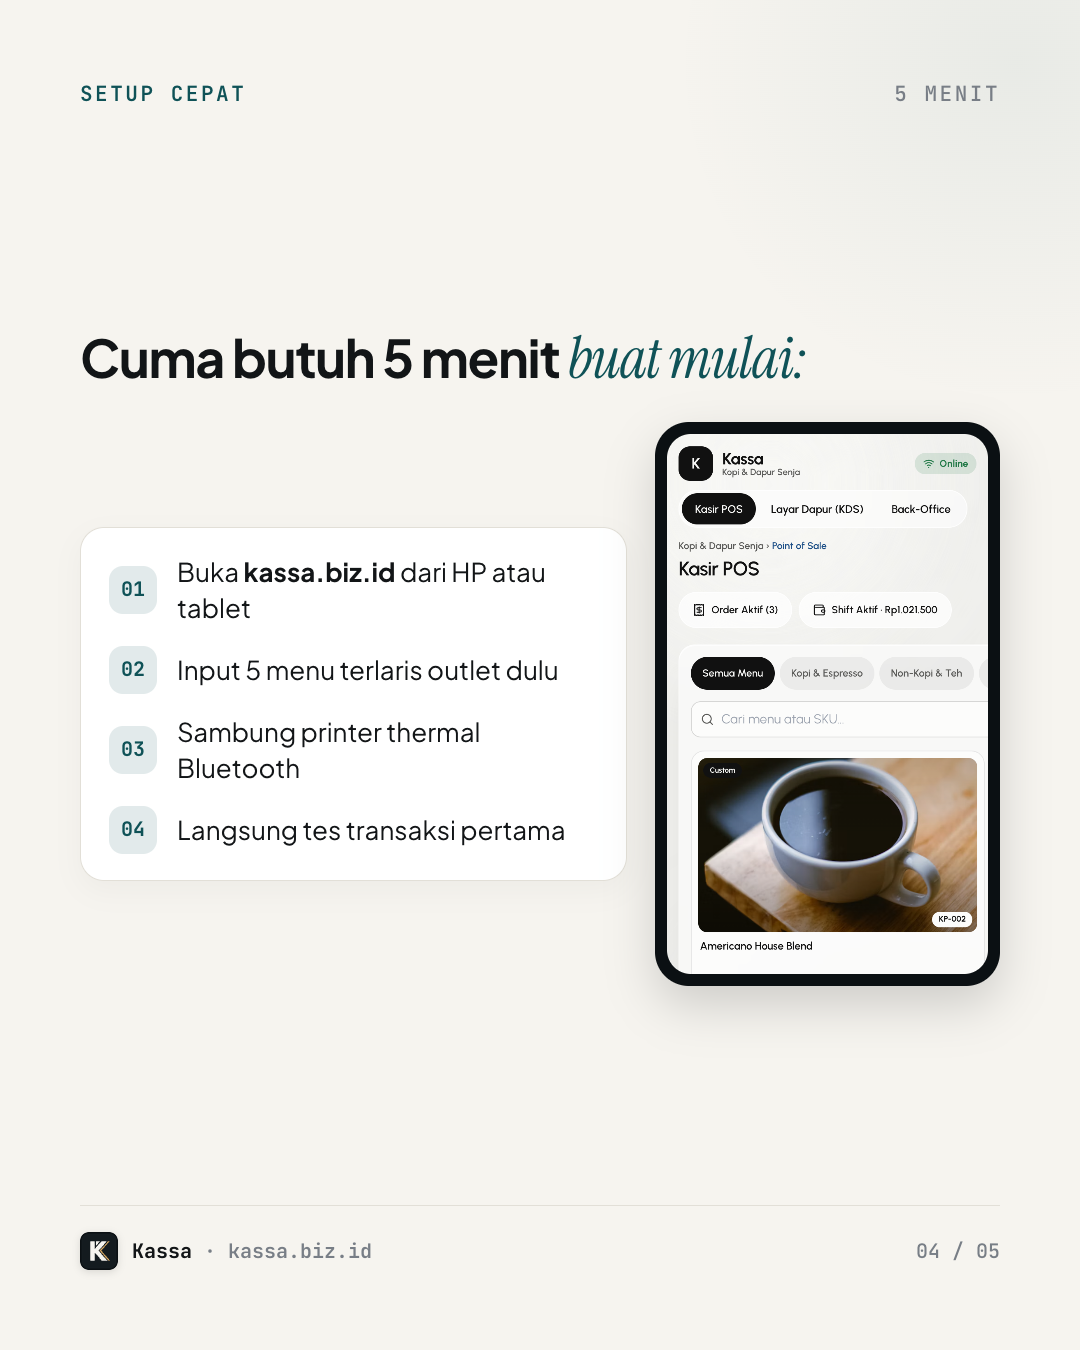 SETUP CEPAT
5 MENIT
Cuma butuh 5 menit buat mulai:
01
Buka kassa.biz.id dari HP atau
tablet
02
Input 5 menu terlaris outlet dulu
03
Sambung printer thermal
Bluetooth
04
Langsung tes transaksi pertama
K
Kassa
Kopi & Dapur Senja
Online
Kasir POS
Layar Dapur (KDS)
Back-Office
Kopi & Dapur Senja › Point of Sale
Kasir POS
Order Aktif (3)
Shift Aktif · Rp1.021.500
Semua Menu
Kopi & Espresso
Non-Kopi & Teh
Cari menu atau SKU...
Custom
KP-002
Americano House Blend
K
Kassa · kassa.biz.id
04 / 05